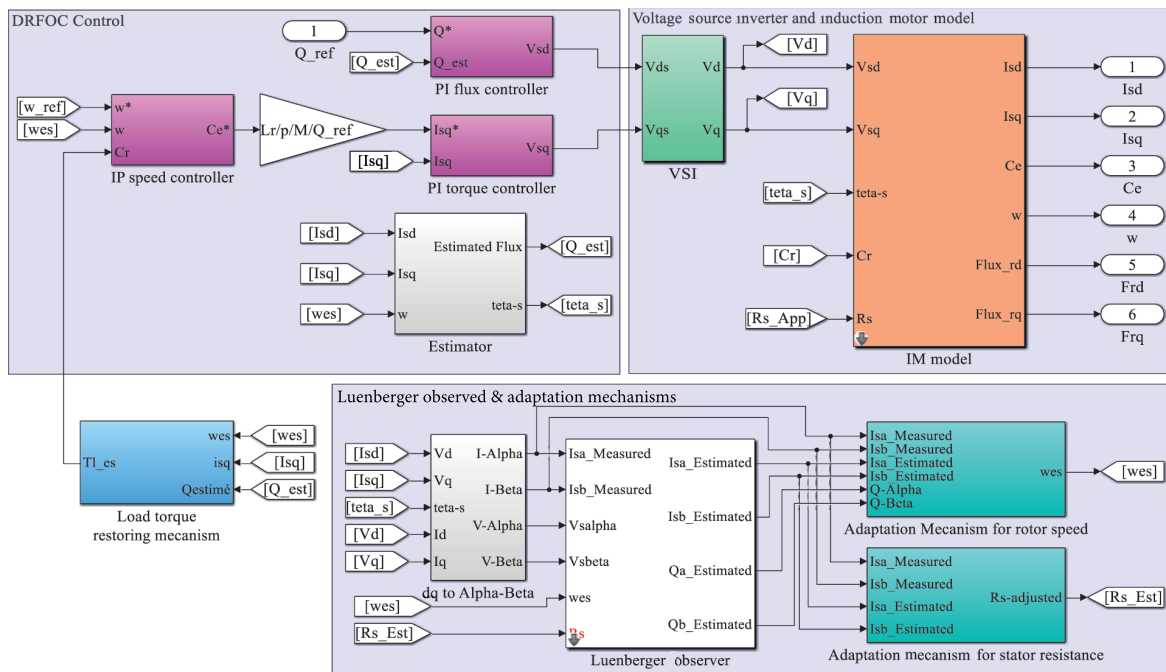 DRFOC Control
1
Q_ref
[Q_est]
Q*
Q_est
Vsd
PI flux controller
[w_ref]
[wes]
w*
w
Cr
Ce*
IP speed controller
Lr/p/M/Q_ref
[Isq]
Isq*
Isq
Vsq
PI torque controller
[Isd]
[Isq]
[wes]
Isd
Isq
w
Estimated Flux
teta-s
Estimator
[Q_est]
[teta_s]
Voltage source inverter and induction motor model
Vds
Vqs
Vd
Vq
VSI
[Vd]
[Vq]
[teta_s]
[Cr]
[Rs_App]
Vsd
Vsq
teta-s
Cr
Rs
Isd
Isq
Ce
w
Flux_rd
Flux_rq
IM model
1
Isd
2
Isq
3
Ce
4
w
5
Frd
6
Frq
Tl_es
wes
isq
Qestimé
[wes]
[Isq]
[Q_est]
Load torque
restoring mecanism
Luenberger observed & adaptation mechanisms
[Isd]
[Isq]
[teta_s]
[Vd]
[Vq]
Vd
Vq
teta-s
Id
Iq
I-Alpha
I-Beta
V-Alpha
V-Beta
dq to Alpha-Beta
[wes]
[Rs_Est]
Isa_Measured
Isb_Measured
Vsalpha
Vsbeta
wes
Rs
Isa_Estimated
Isb_Estimated
Qa_Estimated
Qb_Estimated
Luenberger observer
Isa_Measured
Isb_Measured
Isa_Estimated
Isb_Estimated
Q-Alpha
Q-Beta
wes
[wes]
Adaptation Mecanism for rotor speed
Isa_Measured
Isb_Measured
Isa_Estimated
Isb_Estimated
Rs-adjusted
[Rs_Est]
Adaptation mecanism for stator resistance